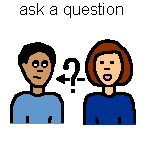 ask a question
?